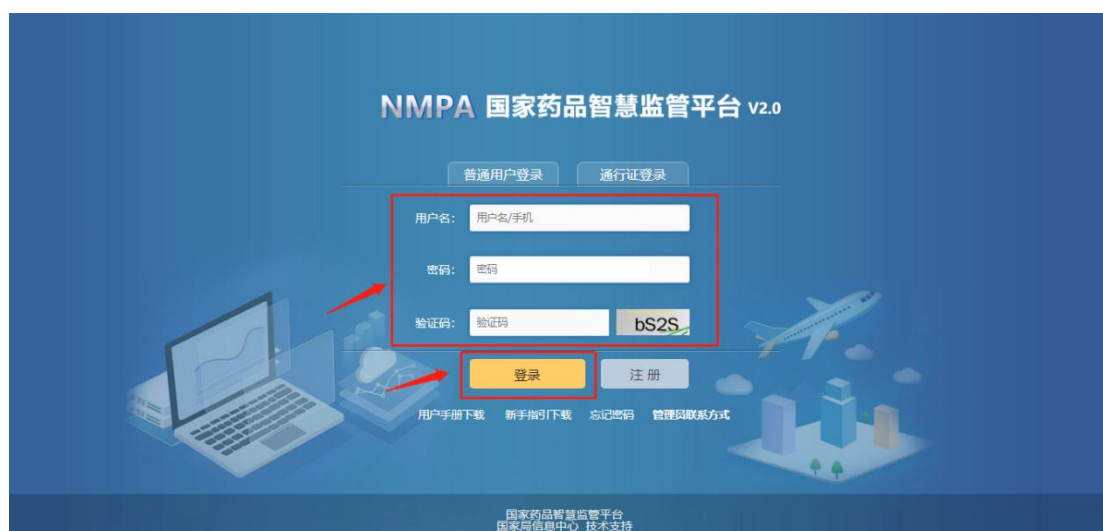 NMPA 国家药品智慧监管平台 V2.0
普通用户登录 通行证登录
用户名: 用户名/手机
密码: 密码
验证码: 验证码 bS2S
登录 注册
用户手册下载 新手指引下载 忘记密码 管理员联系方式
国家药品智慧监管平台
国家局信息中心 技术支持